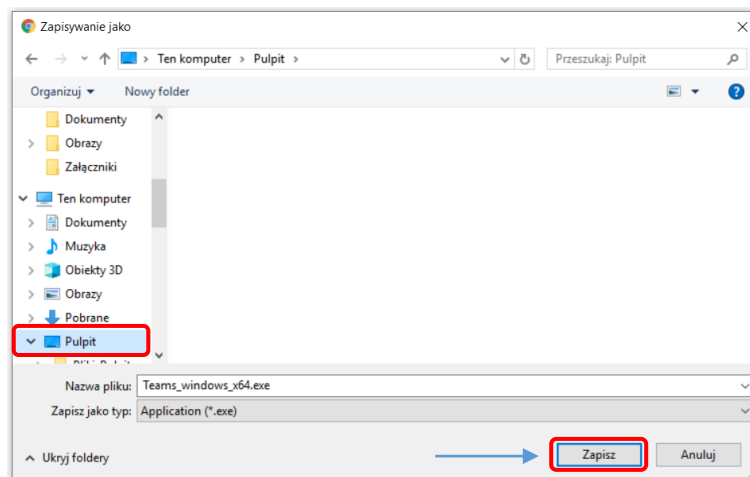 Zapisywanie jako
Ten komputer > Pulpit >
Przeszukaj: Pulpit
Organizuj
Nowy folder
Dokumenty
Obrazy
Załączniki
Ten komputer
Dokumenty
Muzyka
Obiekty 3D
Obrazy
Pobrane
Pulpit
Nazwa pliku: Teams_windows_x64.exe
Zapisz jako typ: Application (*.exe)
Ukryj foldery
Zapisz
Anuluj